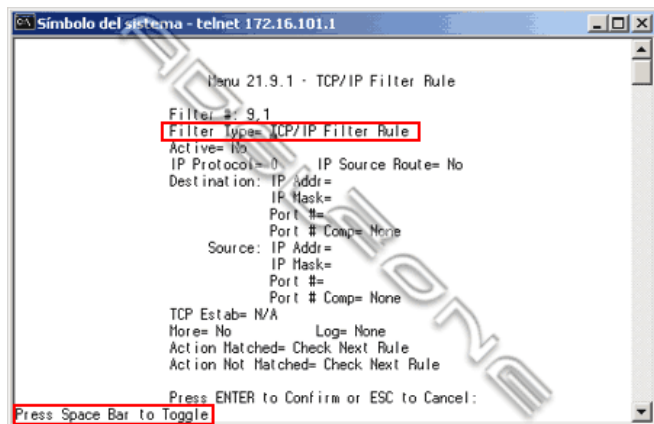 Símbolo del sistema - telnet 172.16.101.1
Menu 21.9.1 - TCP/IP Filter Rule
Filter #: 9,1
Filter Type= TCP/IP Filter Rule
Active= No
IP Protocol= 0 IP Source Route= No
Destination: IP Addr=
IP Mask=
Port #=
Port # Comp= None
Source: IP Addr=
IP Mask=
Port #=
Port # Comp= None
TCP Estab= N/A
More= No Log= None
Action Matched= Check Next Rule
Action Not Matched= Check Next Rule
Press ENTER to Confirm or ESC to Cancel:
Press Space Bar to Toggle
ADSLZONE